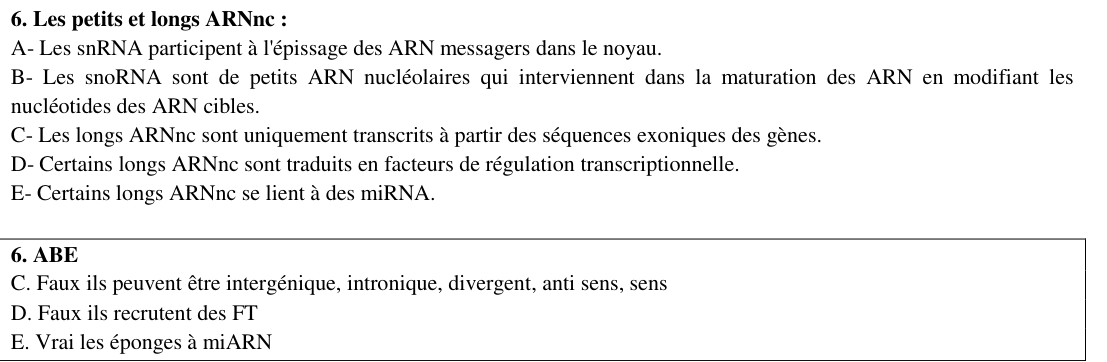 6. Les petits et longs ARNnc :
A- Les snRNA participent à l'épissage des ARN messagers dans le noyau.
B- Les snoRNA sont de petits ARN nucléolaires qui interviennent dans la maturation des ARN en modifiant les
nucléotides des ARN cibles.
C- Les longs ARNnc sont uniquement transcrits à partir des séquences exoniques des gènes.
D- Certains longs ARNnc sont traduits en facteurs de régulation transcriptionnelle.
E- Certains longs ARNnc se lient à des miRNA.
6. ABE
C. Faux ils peuvent être intergénique, intronique, divergent, anti sens, sens
D. Faux ils recrutent des FT
E. Vrai les éponges à miARN